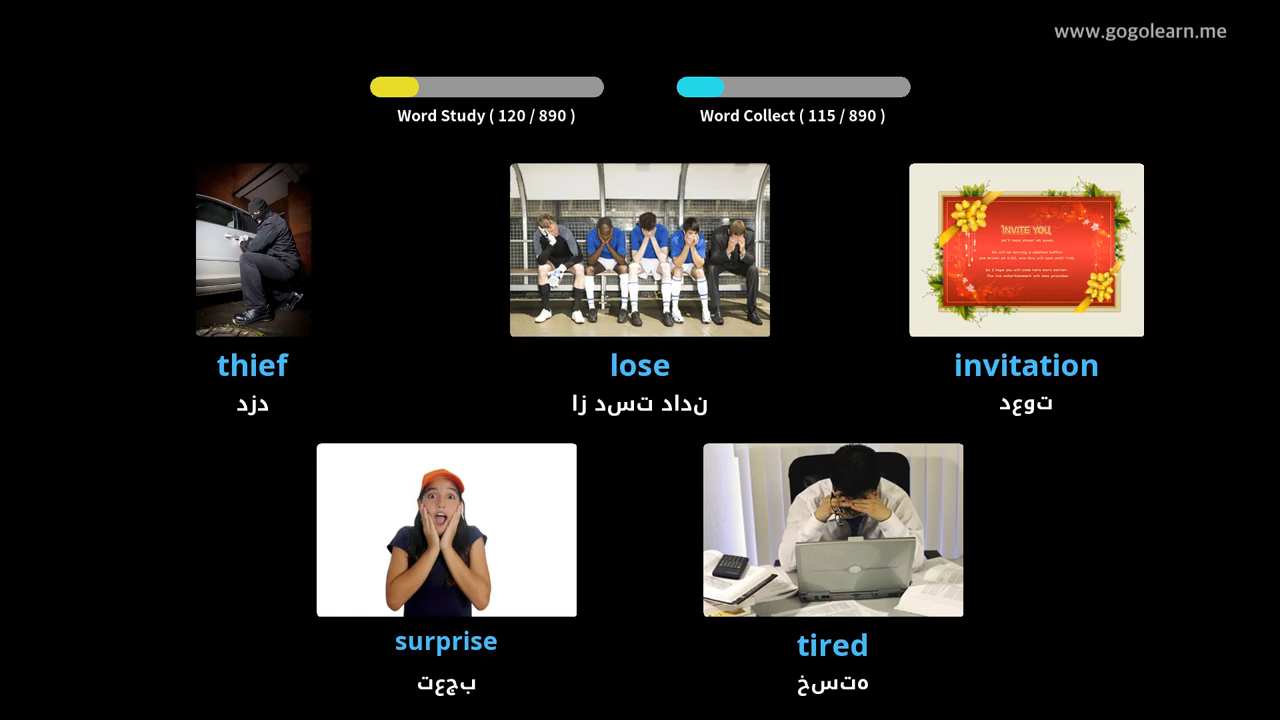 www.gogolearn.me
Word Study ( 120 / 890 )
Word Collect ( 115 / 890 )
thief
lose
invitation
دزد
از دست دادن
دعوت
INVITE YOU
surprise
tired
تعجب
خسته